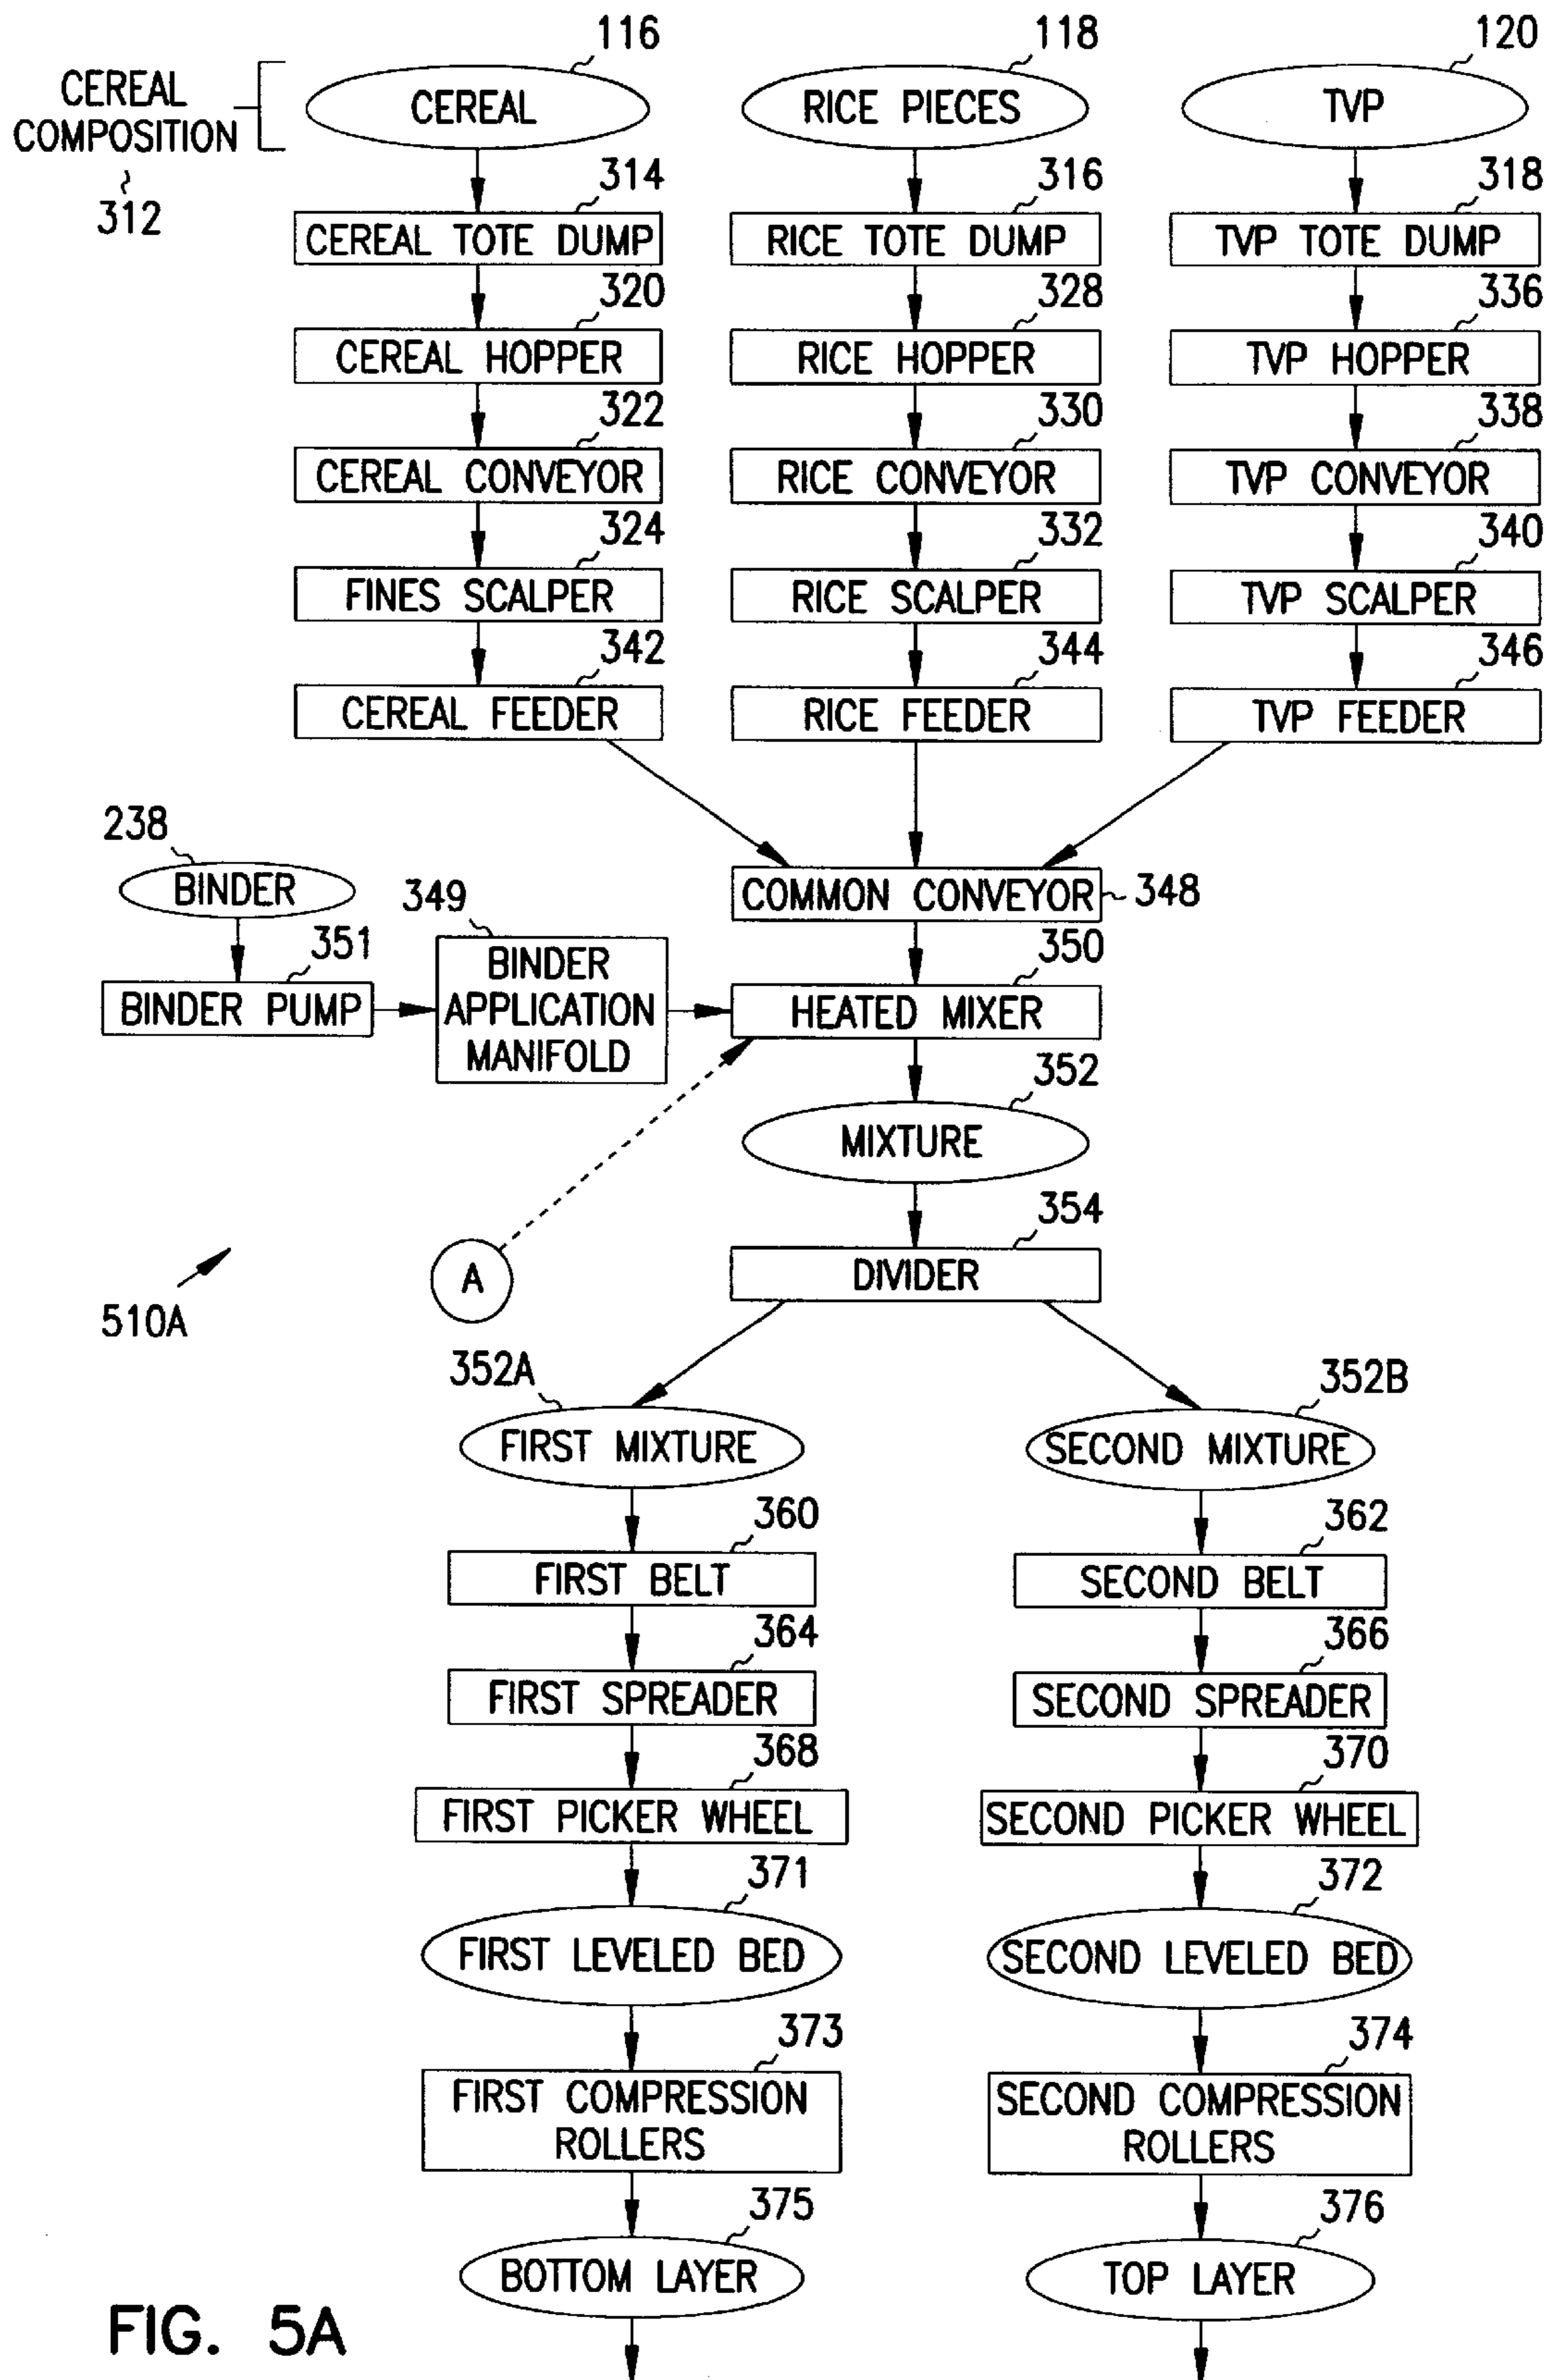 116
118
120
CEREAL
COMPOSITION
312
CEREAL
RICE PIECES
TVP
314
316
318
CEREAL TOTE DUMP
RICE TOTE DUMP
TVP TOTE DUMP
320
328
336
CEREAL HOPPER
RICE HOPPER
TVP HOPPER
322
330
338
CEREAL CONVEYOR
RICE CONVEYOR
TVP CONVEYOR
324
332
340
FINES SCALPER
RICE SCALPER
TVP SCALPER
342
344
346
CEREAL FEEDER
RICE FEEDER
TVP FEEDER
238
BINDER
349
COMMON CONVEYOR
348
351
350
BINDER PUMP
BINDER
APPLICATION
MANIFOLD
HEATED MIXER
352
MIXTURE
354
A
DIVIDER
510A
352A
352B
FIRST MIXTURE
SECOND MIXTURE
360
362
FIRST BELT
SECOND BELT
364
366
FIRST SPREADER
SECOND SPREADER
368
370
FIRST PICKER WHEEL
SECOND PICKER WHEEL
371
372
FIRST LEVELED BED
SECOND LEVELED BED
373
374
FIRST COMPRESSION
ROLLERS
SECOND COMPRESSION
ROLLERS
375
376
BOTTOM LAYER
TOP LAYER
FIG. 5A